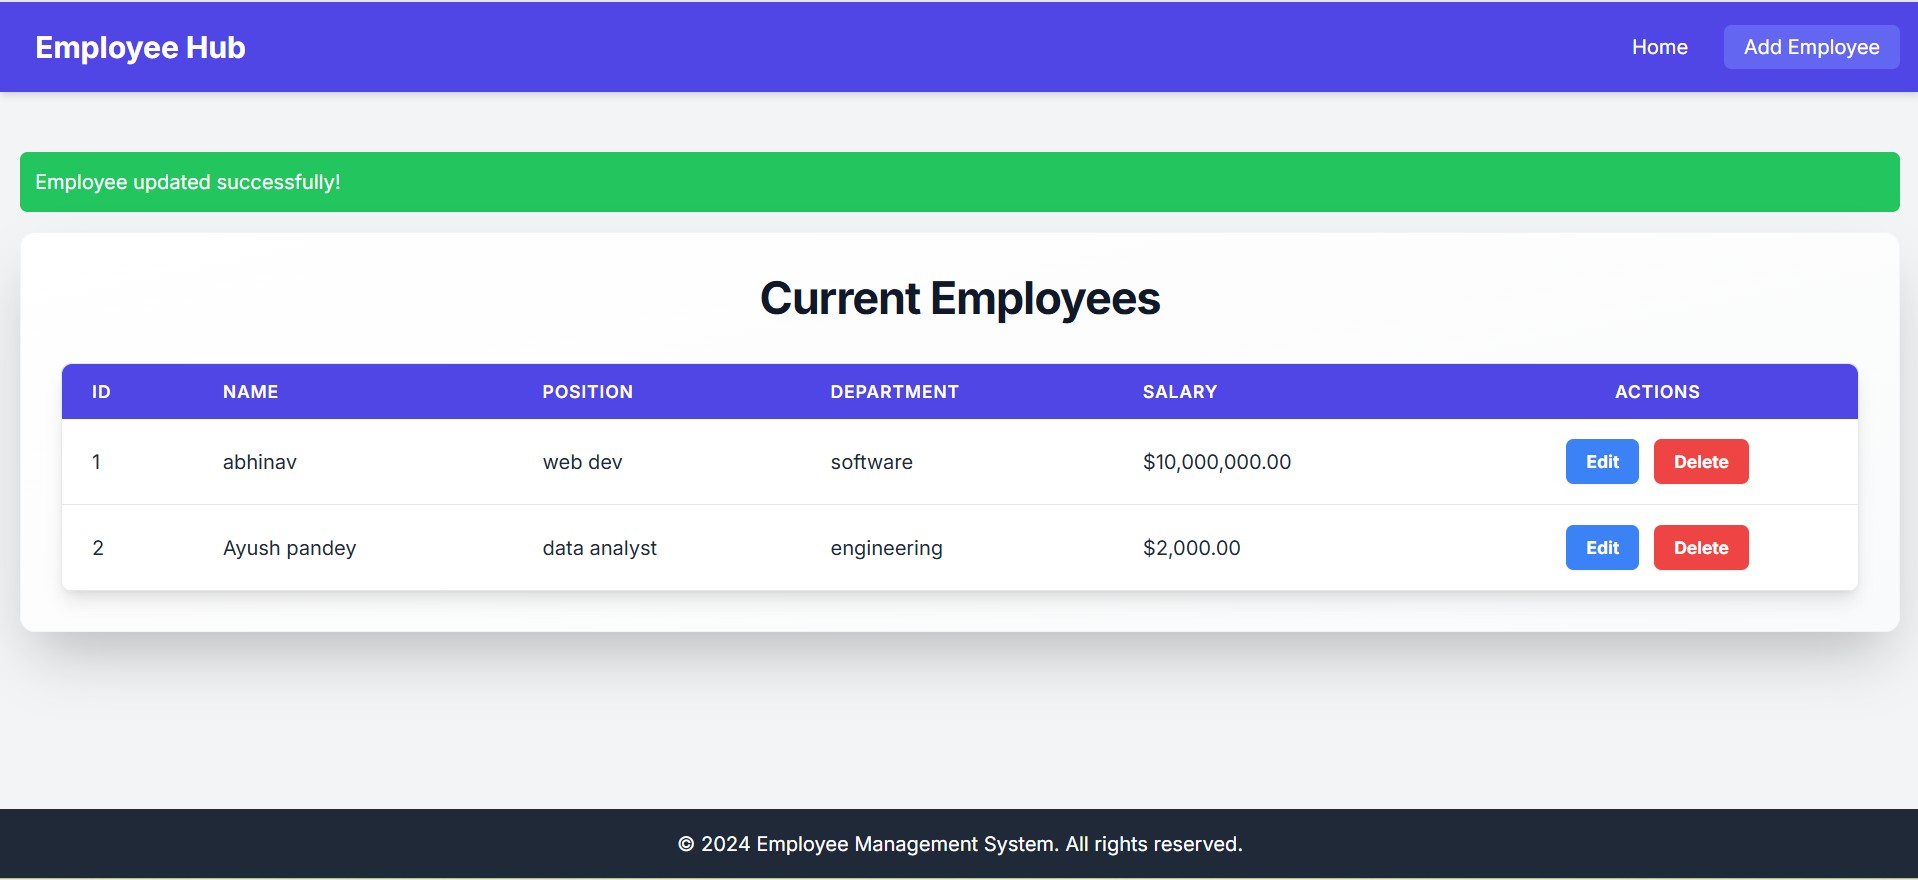 Employee Hub Home Add Employee
Employee updated successfully!
Current Employees
ID NAME POSITION DEPARTMENT SALARY ACTIONS
1 abhinav web dev software $10,000,000.00 Edit Delete
2 Ayush pandey data analyst engineering $2,000.00 Edit Delete
© 2024 Employee Management System. All rights reserved.